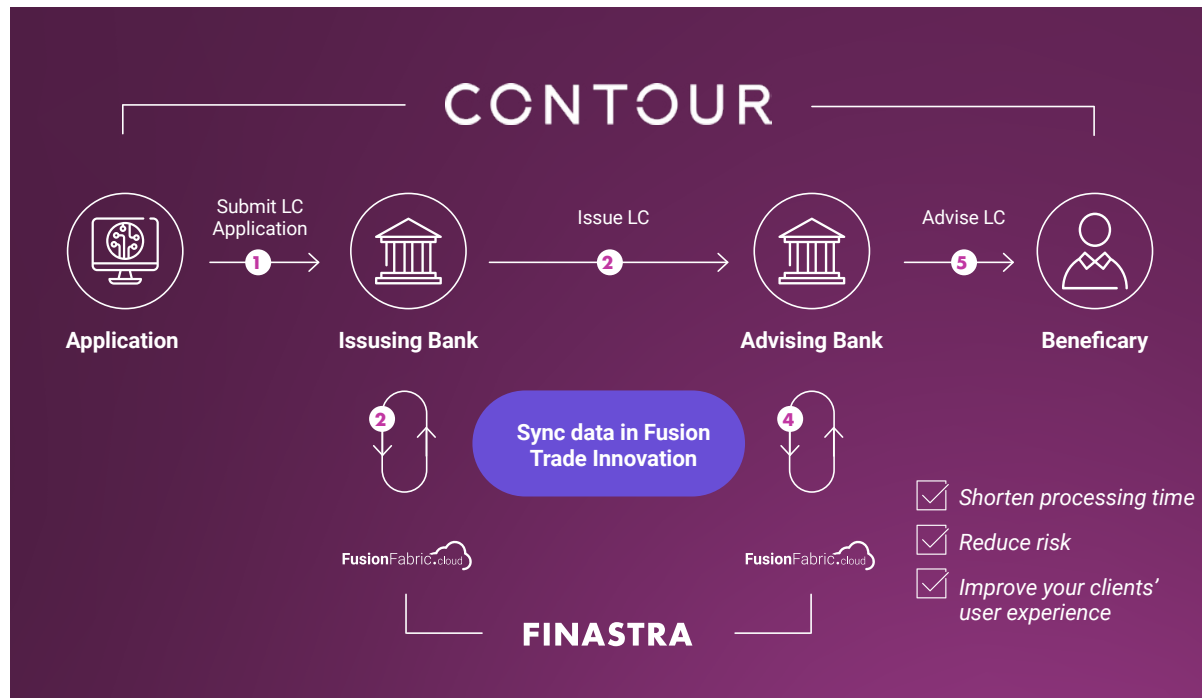 CONTOUR
Submit LC
Application
1
Issue LC
2
Advise LC
5
Application
Issusing Bank
Advising Bank
Beneficary
2
Sync data in Fusion
Trade Innovation
4
Shorten processing time
Reduce risk
Improve your clients’
user experience
FusionFabric.cloud
FusionFabric.cloud
FINASTRA